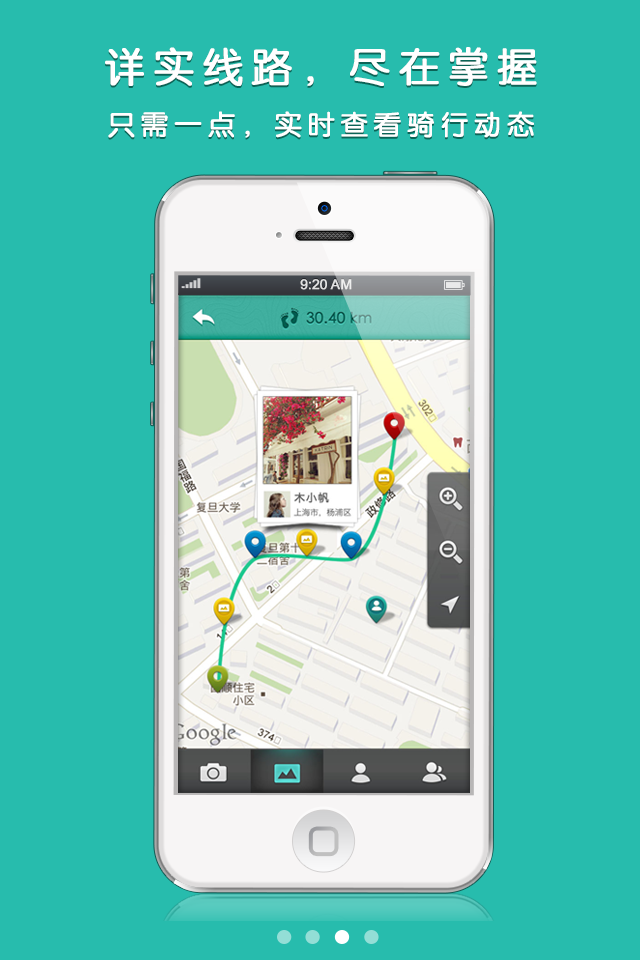 详实线路，尽在掌握
只需一点，实时查看骑行动态
9:20 AM
30.40 km
302
国福路
复旦大学
木小帆
上海市，杨浦区
政修路
复旦第十二宿舍
2
第
舍
国顺住宅
小区
374
Google